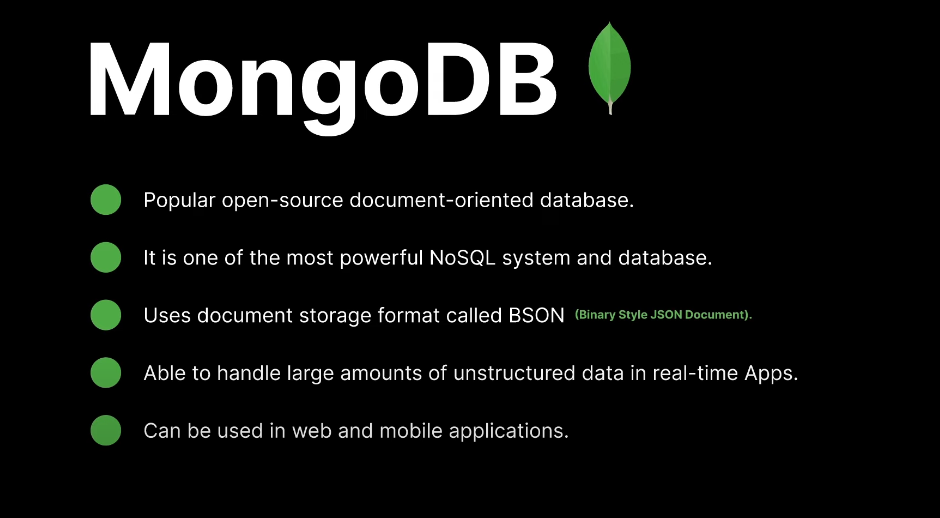 MongoDB
Popular open-source document-oriented database.
It is one of the most powerful NoSQL system and database.
Uses document storage format called BSON (Binary Style JSON Document).
Able to handle large amounts of unstructured data in real-time Apps.
Can be used in web and mobile applications.